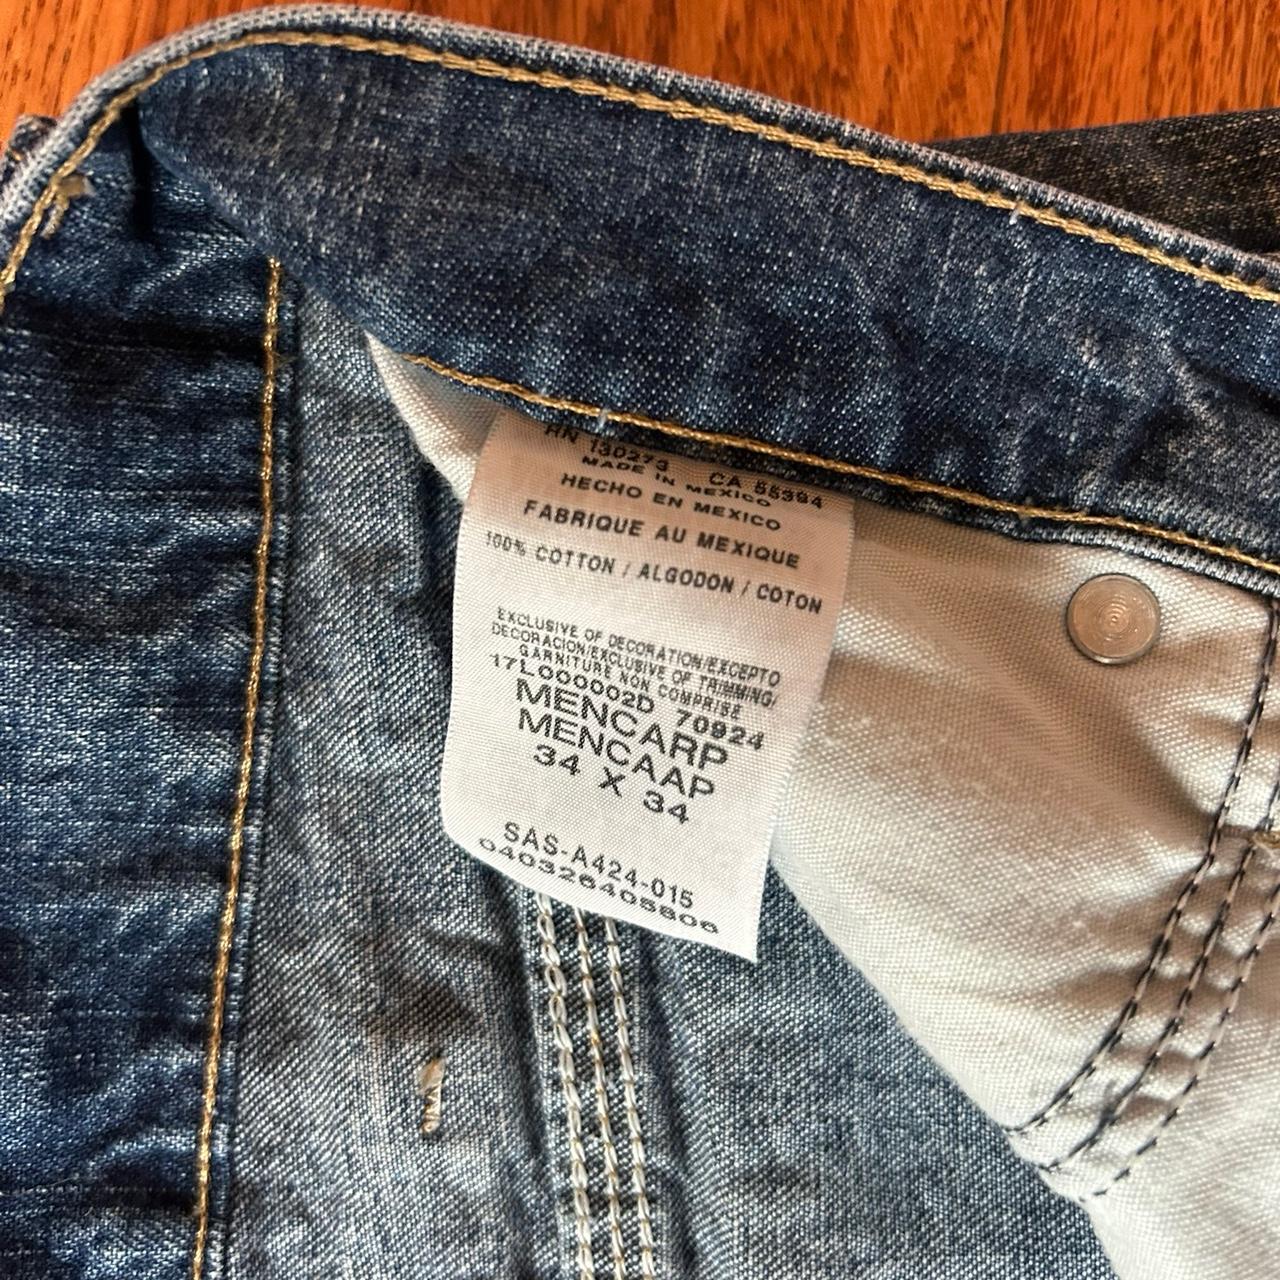 RN 130273 CA 55394
MADE IN MEXICO
HECHO EN MEXICO
FABRIQUE AU MEXIQUE
100% COTTON / ALGODON / COTON
EXCLUSIVE OF DECORATION/EXCEPTO
DECORACION/EXCLUSIVE OF TRIMMING/
GARNITURE NON COMPRISE
17L000002D 70924
MENCARP
MENCAAP
34 X 34
SAS-A424-015
040326405806